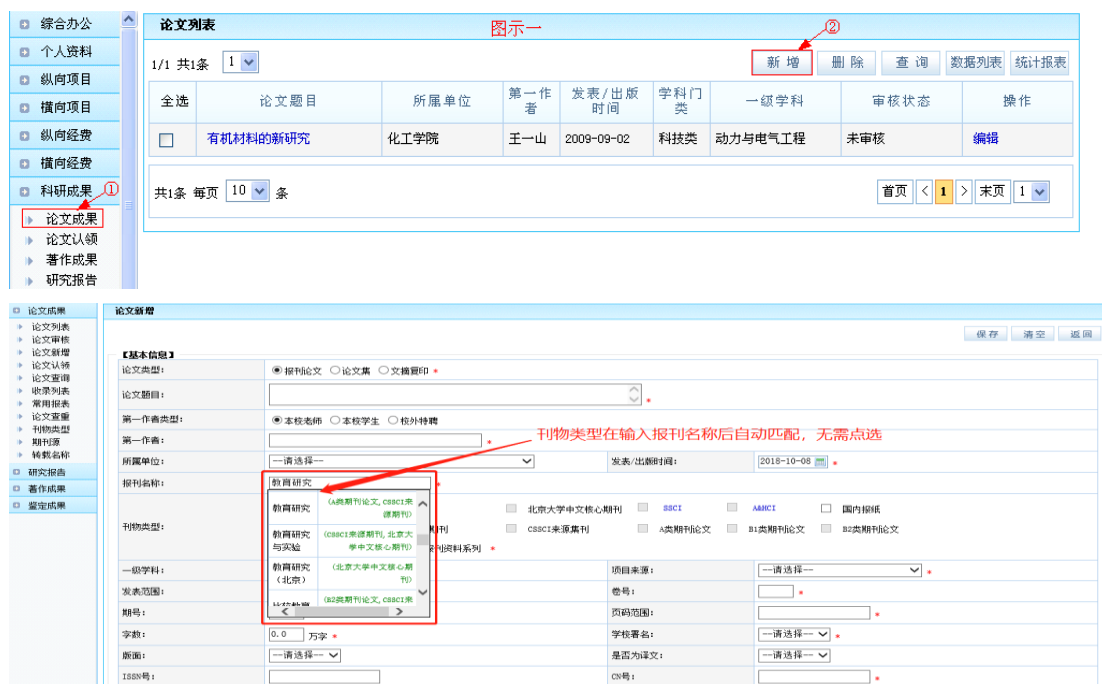 综合办公
个人资料
纵向项目
横向项目
纵向经费
横向经费
科研成果 ①
论文成果
论文认领
著作成果
研究报告
论文列表
图示一
②
1/1 共1条 1
新 增 删 除 查 询 数据列表 统计报表
全选 论文题目 所属单位 第一作者 发表/出版时间 学科门类 一级学科 审核状态 操作
有机材料的新研究 化工学院 王一山 2009-09-02 科技类 动力与电气工程 未审核 编辑
共1条 每页 10 条
首页 < 1 > 末页 1
论文成果
论文列表
论文审核
论文新增
论文认领
论文查询
收录列表
常用报表
论文查重
刊物类型
期刊源
转载名称
研究报告
著作成果
鉴定成果
论文新增
保存 清空 返回
【基本信息】
论文类型: 报刊论文 论文集 文摘复印 *
论文题目: *
第一作者类型: 本校老师 本校学生 校外特聘
第一作者: *
刊物类型在输入报刊名称后自动匹配，无需点选
所属单位: --请选择-- 发表/出版时间: 2018-10-08 *
报刊名称: 教育研究 *
教育研究 (A类期刊论文,CSSCI来源期刊)
教育研究与实验 (CSSCI来源期刊,北京大学中文核心期刊)
教育研究（北京） (北京大学中文核心期刊)
(B2类期刊论文,CSSCI来
刊物类型: 北京大学中文核心期刊 SSCI A&HCI 国内报纸
期刊 CSSCI来源集刊 A类期刊论文 B1类期刊论文 B2类期刊论文
报刊资料系列) *
一级学科: 项目来源: --请选择-- *
发表范围: 卷号: *
期号: 页码范围: *
字数: 0.0 万字 * 学校署名: --请选择-- *
版面: --请选择-- 是否为译文: --请选择--
ISSN号: CN号: *